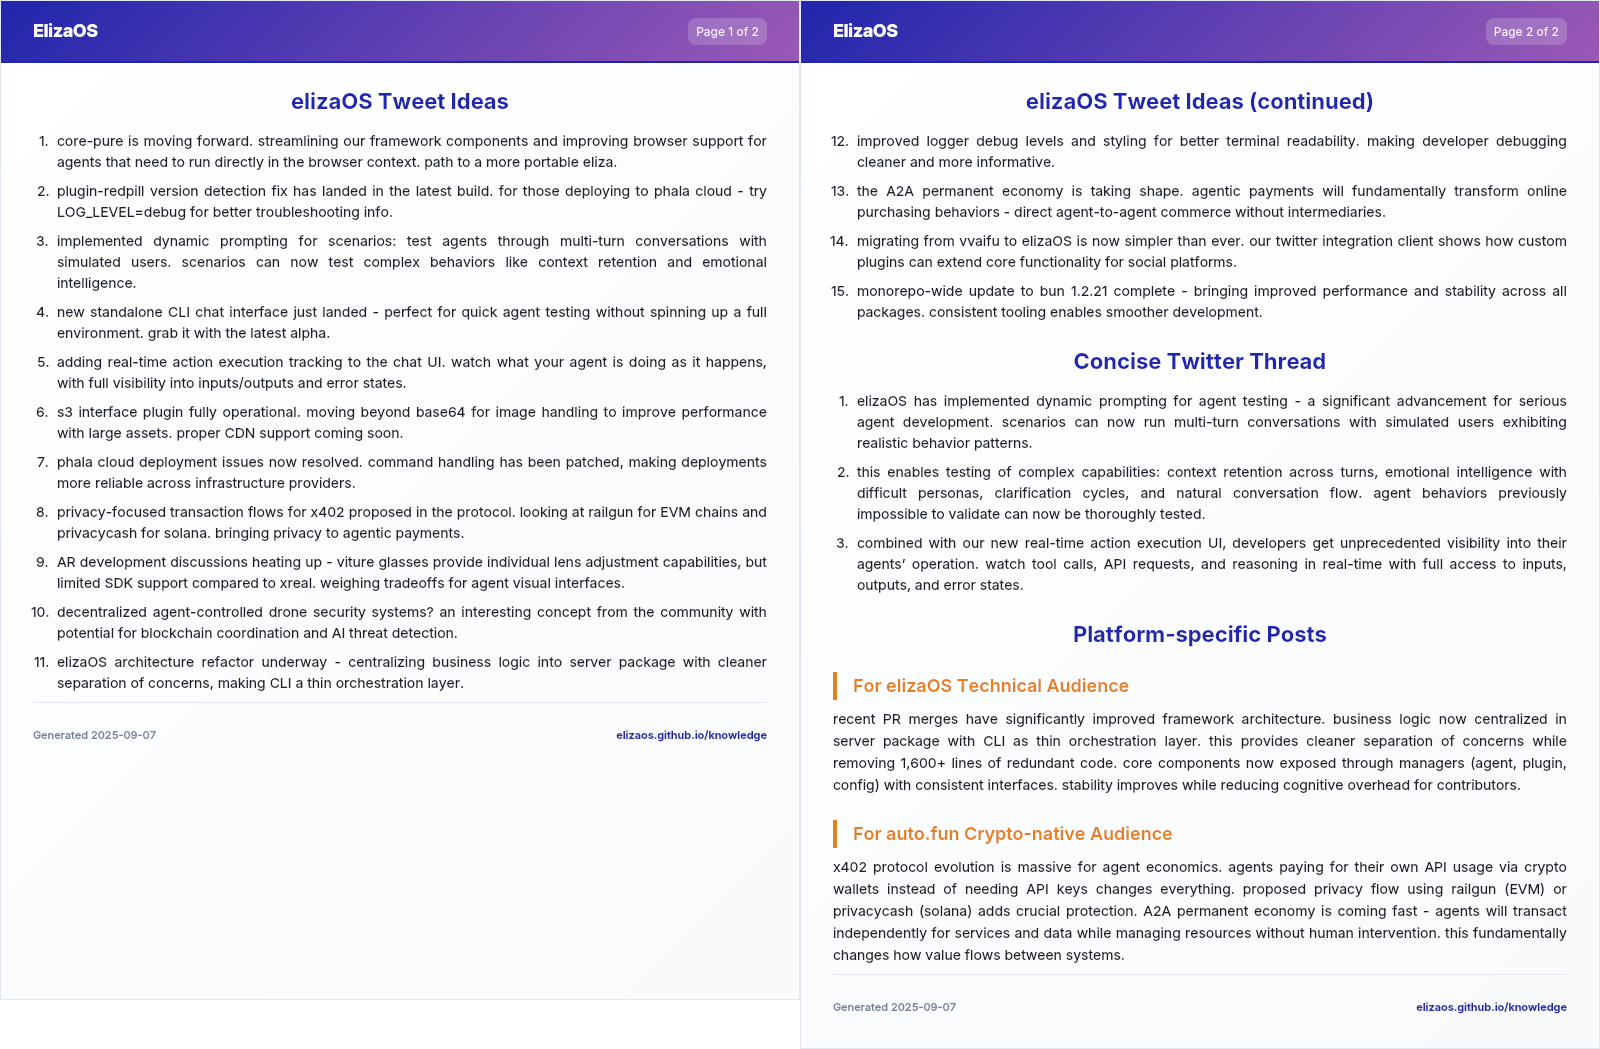 ElizaOS
Page 1 of 2
elizaOS Tweet Ideas
1. core-pure is moving forward. streamlining our framework components and improving browser support for
agents that need to run directly in the browser context. path to a more portable eliza.
2. plugin-redpill version detection fix has landed in the latest build. for those deploying to phala cloud - try
LOG_LEVEL=debug for better troubleshooting info.
3. implemented dynamic prompting for scenarios: test agents through multi-turn conversations with
simulated users. scenarios can now test complex behaviors like context retention and emotional
intelligence.
4. new standalone CLI chat interface just landed - perfect for quick agent testing without spinning up a full
environment. grab it with the latest alpha.
5. adding real-time action execution tracking to the chat UI. watch what your agent is doing as it happens,
with full visibility into inputs/outputs and error states.
6. s3 interface plugin fully operational. moving beyond base64 for image handling to improve performance
with large assets. proper CDN support coming soon.
7. phala cloud deployment issues now resolved. command handling has been patched, making deployments
more reliable across infrastructure providers.
8. privacy-focused transaction flows for x402 proposed in the protocol. looking at railgun for EVM chains and
privacycash for solana. bringing privacy to agentic payments.
9. AR development discussions heating up - viture glasses provide individual lens adjustment capabilities, but
limited SDK support compared to xreal. weighing tradeoffs for agent visual interfaces.
10. decentralized agent-controlled drone security systems? an interesting concept from the community with
potential for blockchain coordination and AI threat detection.
11. elizaOS architecture refactor underway - centralizing business logic into server package with cleaner
separation of concerns, making CLI a thin orchestration layer.
Generated 2025-09-07
elizaos.github.io/knowledge
ElizaOS
Page 2 of 2
elizaOS Tweet Ideas (continued)
12. improved logger debug levels and styling for better terminal readability. making developer debugging
cleaner and more informative.
13. the A2A permanent economy is taking shape. agentic payments will fundamentally transform online
purchasing behaviors - direct agent-to-agent commerce without intermediaries.
14. migrating from vvaifu to elizaOS is now simpler than ever. our twitter integration client shows how custom
plugins can extend core functionality for social platforms.
15. monorepo-wide update to bun 1.2.21 complete - bringing improved performance and stability across all
packages. consistent tooling enables smoother development.
Concise Twitter Thread
1. elizaOS has implemented dynamic prompting for agent testing - a significant advancement for serious
agent development. scenarios can now run multi-turn conversations with simulated users exhibiting
realistic behavior patterns.
2. this enables testing of complex capabilities: context retention across turns, emotional intelligence with
difficult personas, clarification cycles, and natural conversation flow. agent behaviors previously
impossible to validate can now be thoroughly tested.
3. combined with our new real-time action execution UI, developers get unprecedented visibility into their
agents’ operation. watch tool calls, API requests, and reasoning in real-time with full access to inputs,
outputs, and error states.
Platform-specific Posts
For elizaOS Technical Audience
recent PR merges have significantly improved framework architecture. business logic now centralized in
server package with CLI as thin orchestration layer. this provides cleaner separation of concerns while
removing 1,600+ lines of redundant code. core components now exposed through managers (agent, plugin,
config) with consistent interfaces. stability improves while reducing cognitive overhead for contributors.
For auto.fun Crypto-native Audience
x402 protocol evolution is massive for agent economics. agents paying for their own API usage via crypto
wallets instead of needing API keys changes everything. proposed privacy flow using railgun (EVM) or
privacycash (solana) adds crucial protection. A2A permanent economy is coming fast - agents will transact
independently for services and data while managing resources without human intervention. this fundamentally
changes how value flows between systems.
Generated 2025-09-07
elizaos.github.io/knowledge